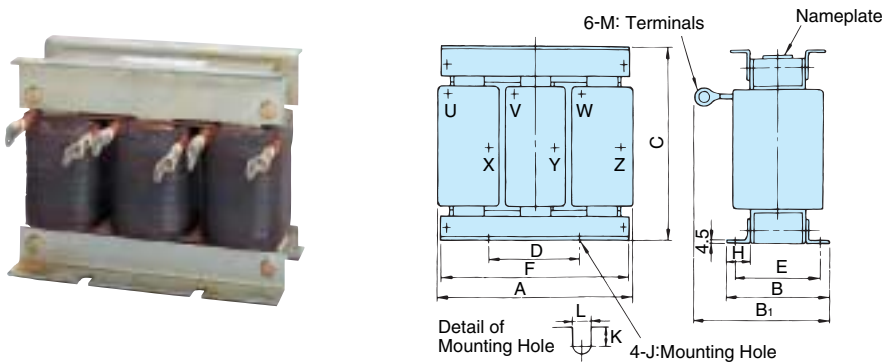 6-M: Terminals
Nameplate
U
V
W
X
Y
Z
C
D
F
A
4.5
H
E
B
B1
Detail of
Mounting Hole
L
K
4-J:Mounting Hole